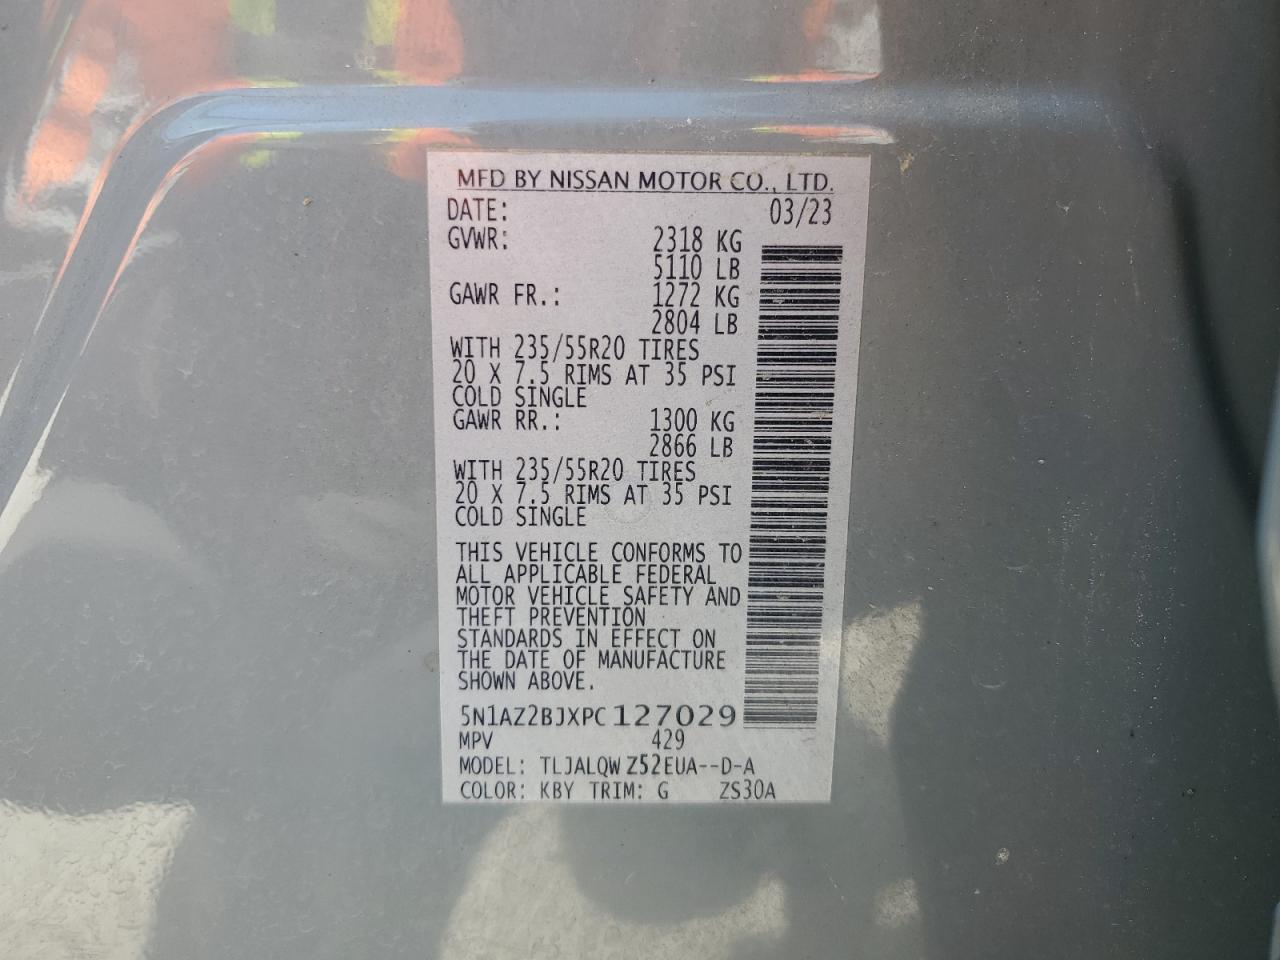 MFD BY NISSAN MOTOR CO., LTD.
DATE: 03/23
GVWR: 2318 KG
5110 LB
GAWR FR.: 1272 KG
2804 LB
WITH 235/55R20 TIRES
20 X 7.5 RIMS AT 35 PSI
COLD SINGLE
GAWR RR.: 1300 KG
2866 LB
WITH 235/55R20 TIRES
20 X 7.5 RIMS AT 35 PSI
COLD SINGLE
THIS VEHICLE CONFORMS TO
ALL APPLICABLE FEDERAL
MOTOR VEHICLE SAFETY AND
THEFT PREVENTION
STANDARDS IN EFFECT ON
THE DATE OF MANUFACTURE
SHOWN ABOVE.
5N1AZ2BJXPC127029
MPV 429
MODEL: TLJALQW Z52EUA--D-A
COLOR: KBY TRIM: G ZS30A